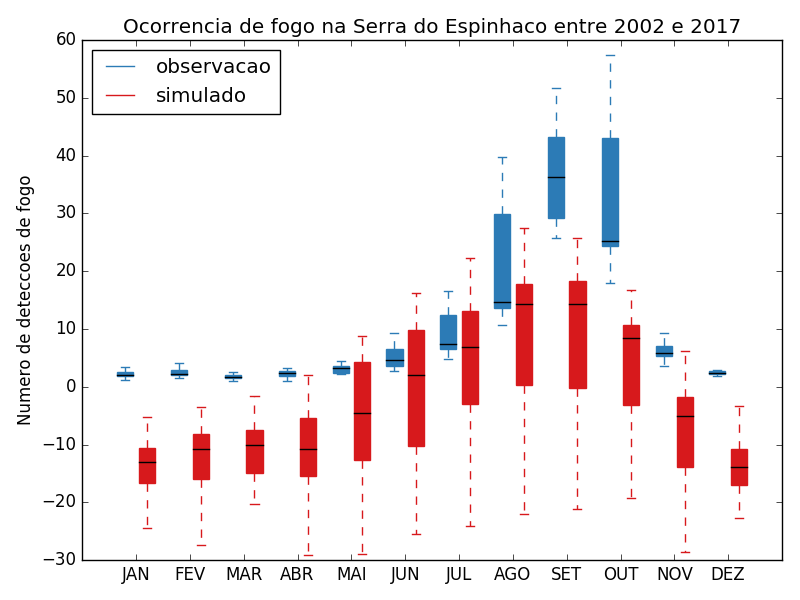 Ocorrencia de fogo na Serra do Espinhaco entre 2002 e 2017
60
50
40
30
20
10
0
−10
−20
−30
Numero de deteccoes de fogo
observacao
simulado
JAN FEV MAR ABR MAI JUN JUL AGO SET OUT NOV DEZ